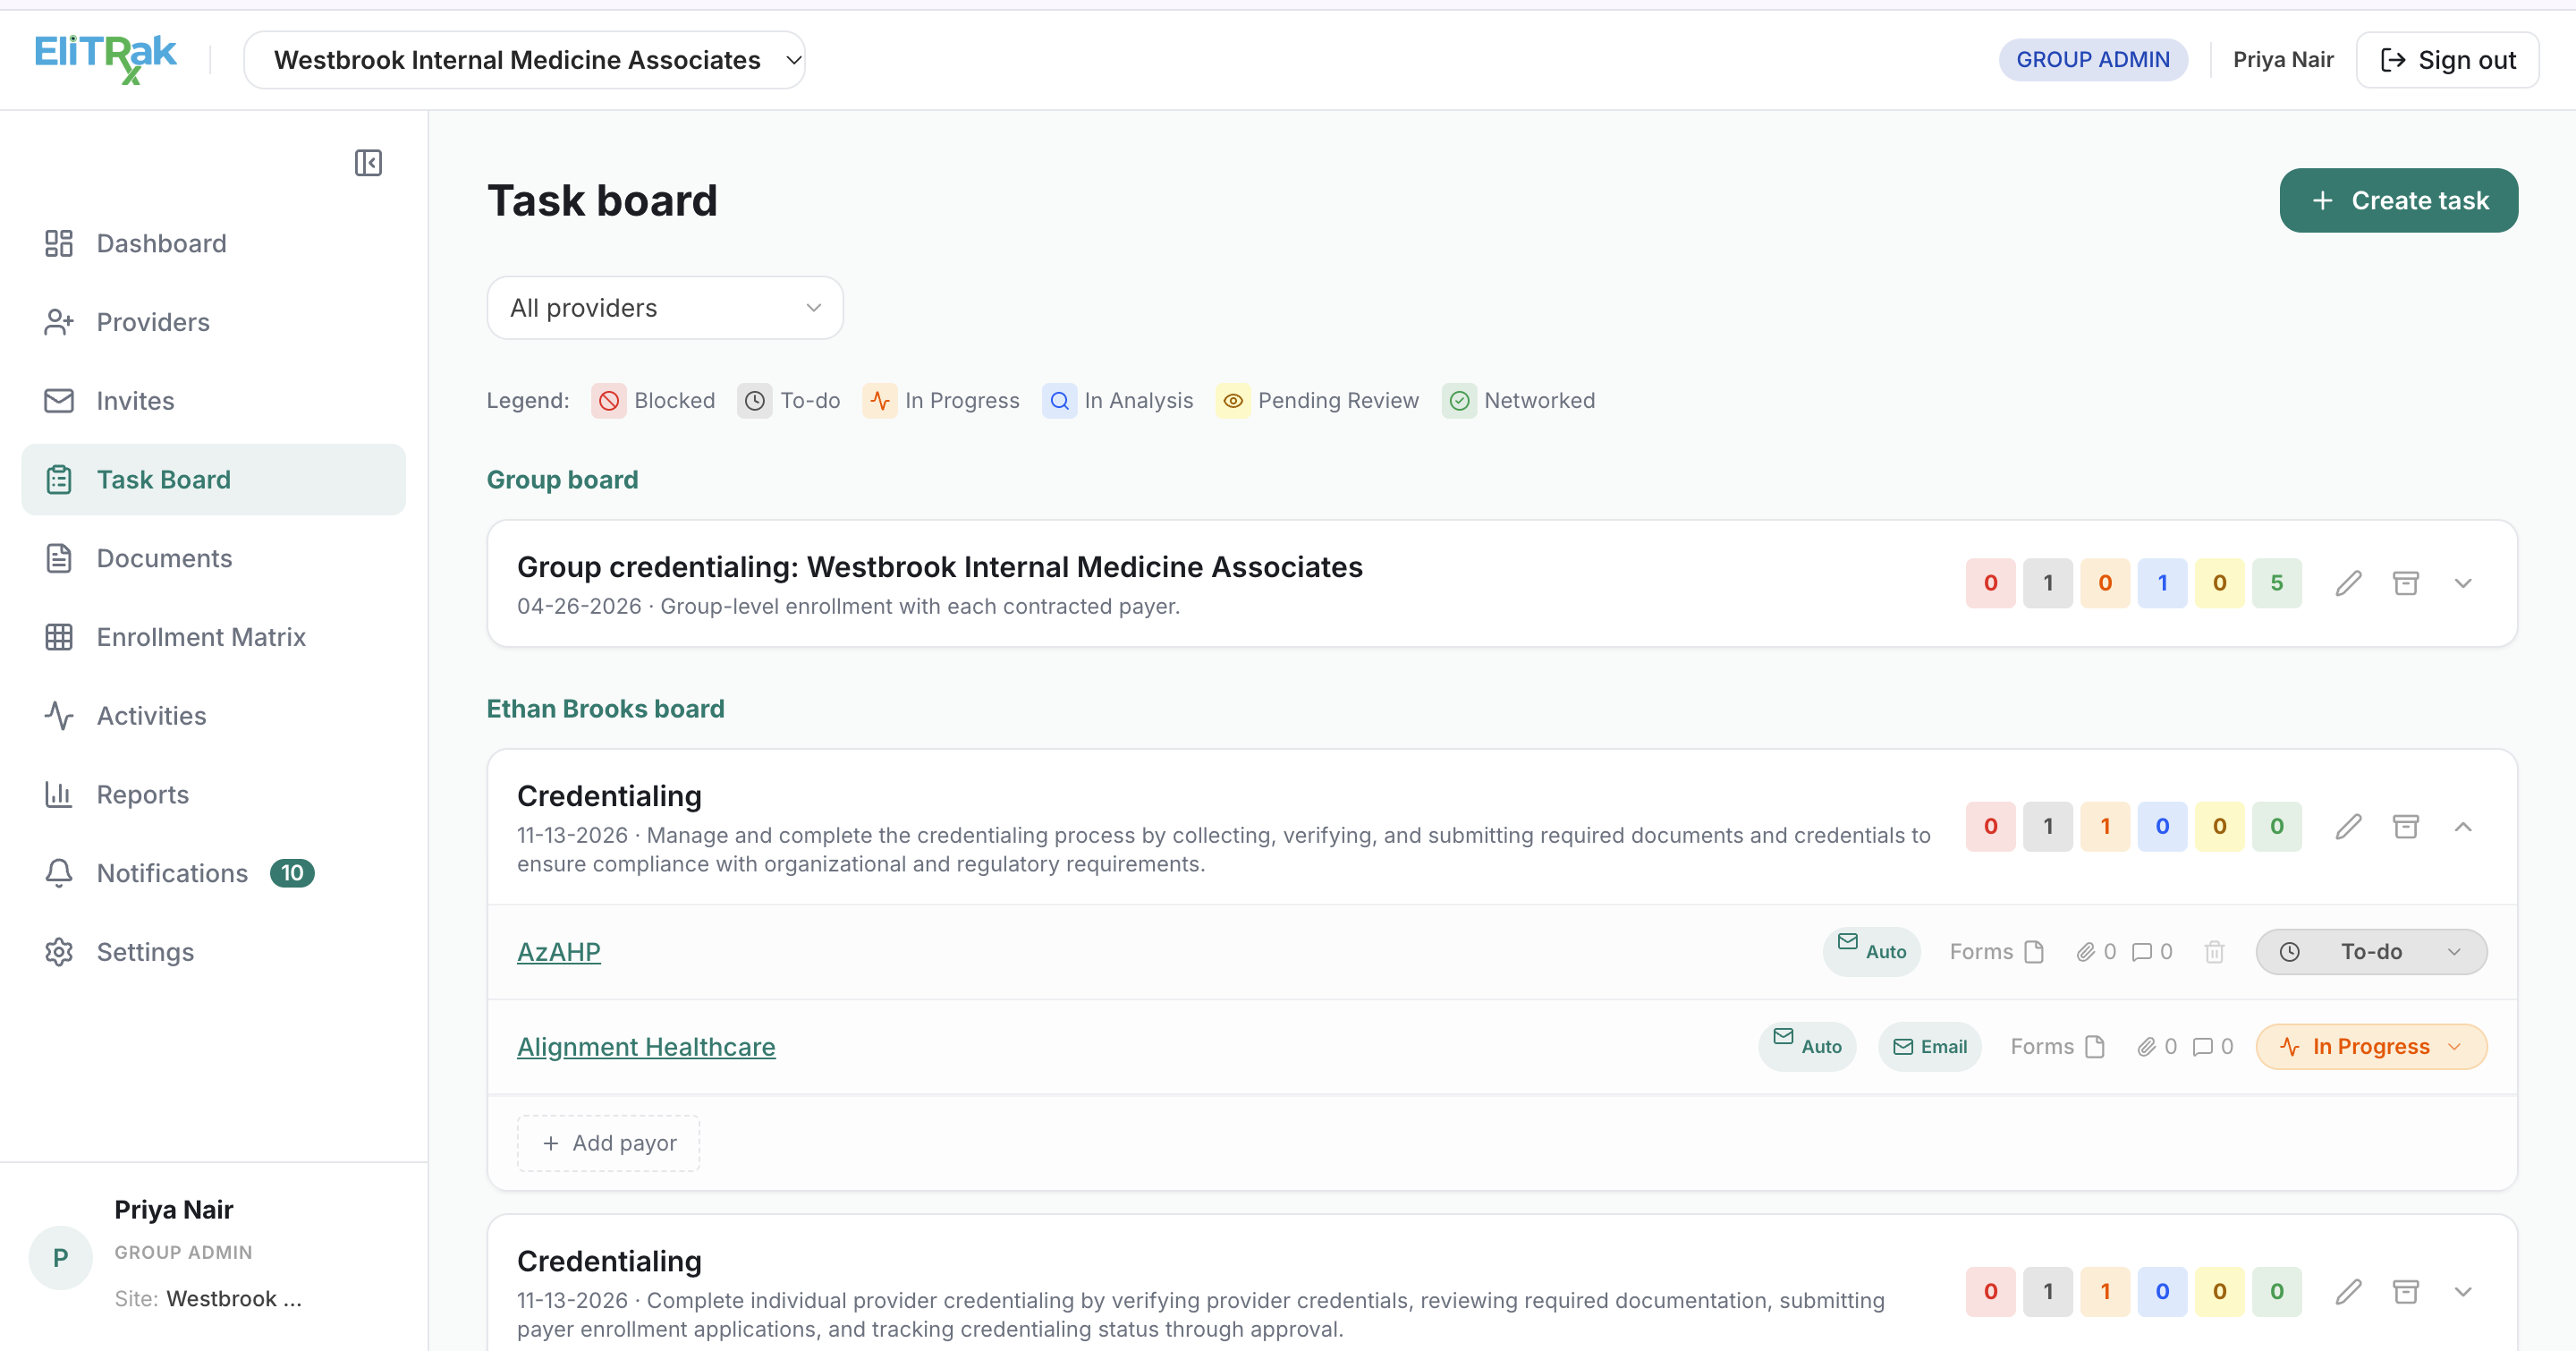 EliTRak
x
Westbrook Internal Medicine Associates
GROUP ADMIN
Priya Nair
Sign out
Dashboard
Providers
Invites
Task Board
Documents
Enrollment Matrix
Activities
Reports
Notifications 10
Settings
P
Priya Nair
GROUP ADMIN
Site: Westbrook ...
Task board
Create task
All providers
Legend: Blocked To-do In Progress In Analysis Pending Review Networked
Group board
Group credentialing: Westbrook Internal Medicine Associates
04-26-2026 · Group-level enrollment with each contracted payer.
0 1 0 1 0 5
Ethan Brooks board
Credentialing
11-13-2026 · Manage and complete the credentialing process by collecting, verifying, and submitting required documents and credentials to
ensure compliance with organizational and regulatory requirements.
0 1 1 0 0 0
AzAHP
Auto Forms 0 0 To-do
Alignment Healthcare
Auto Email Forms 0 0 In Progress
+ Add payor
Credentialing
11-13-2026 · Complete individual provider credentialing by verifying provider credentials, reviewing required documentation, submitting
payer enrollment applications, and tracking credentialing status through approval.
0 1 1 0 0 0